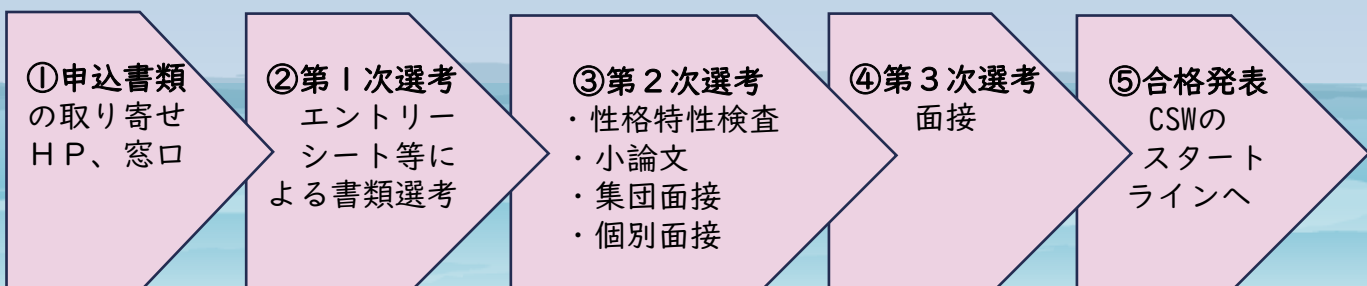 ①申込書類
の取り寄せ
ＨＰ、窓口
②第１次選考
エントリー
シート等に
よる書類選考
③第２次選考
・性格特性検査
・小論文
・集団面接
・個別面接
④第３次選考
面接
⑤合格発表
CSWの
スタート
ラインへ